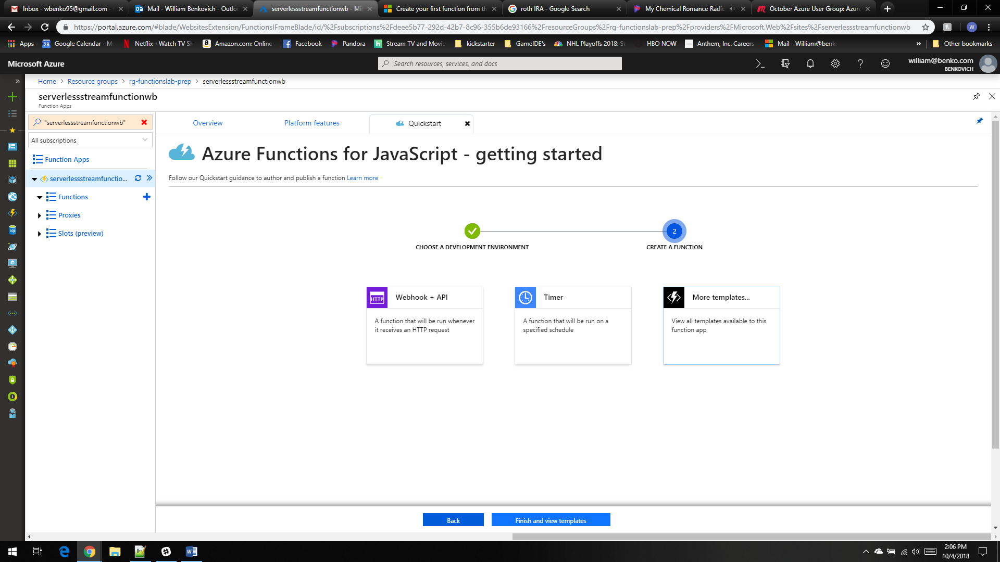 Inbox - wbenko95@gmail.com -
Mail - William Benkovich - Outlo
serverlessstreamfunctionwb - Mi
Create your first function from th
roth IRA - Google Search
My Chemical Romance Radio
October Azure User Group: Azure
https://portal.azure.com/#blade/WebsitesExtension/FunctionsIFrameBlade/id/%2Fsubscriptions%2Fdeee5b77-292d-42b7-8c96-355b6de93166%2FresourceGroups%2Frg-functionslab-prep%2Fproviders%2FMicrosoft.Web%2Fsites%2Fserverlessstreamfunctionwb
W
Apps
28
Google Calendar - M
Netflix - Watch TV Sh
Amazon.com: Online
Facebook
Pandora
Stream TV and Movie
kickstarter
GameIDE's
NHL Playoffs 2018: St
HBO NOW
Anthem, Inc. Careers
Mail - William@benk
»
Other bookmarks
Microsoft Azure
Search resources, services, and docs
william@benko.com
BENKOVICH
Home > Resource groups > rg-functionslab-prep > serverlessstreamfunctionwb
serverlessstreamfunctionwb
Function Apps
"serverlessstreamfunctionwb"
All subscriptions
Function Apps
serverlessstreamfunctio...
Functions
Proxies
Slots (preview)
Overview
Platform features
Quickstart
Azure Functions for JavaScript - getting started
Follow our Quickstart guidance to author and publish a function Learn more
2
CHOOSE A DEVELOPMENT ENVIRONMENT
CREATE A FUNCTION
HTTP
Webhook + API
A function that will be run whenever
it receives an HTTP request
Timer
A function that will be run on a
specified schedule
More templates...
View all templates available to this
function app
Back
Finish and view templates
SQL
2:06 PM
10/4/2018